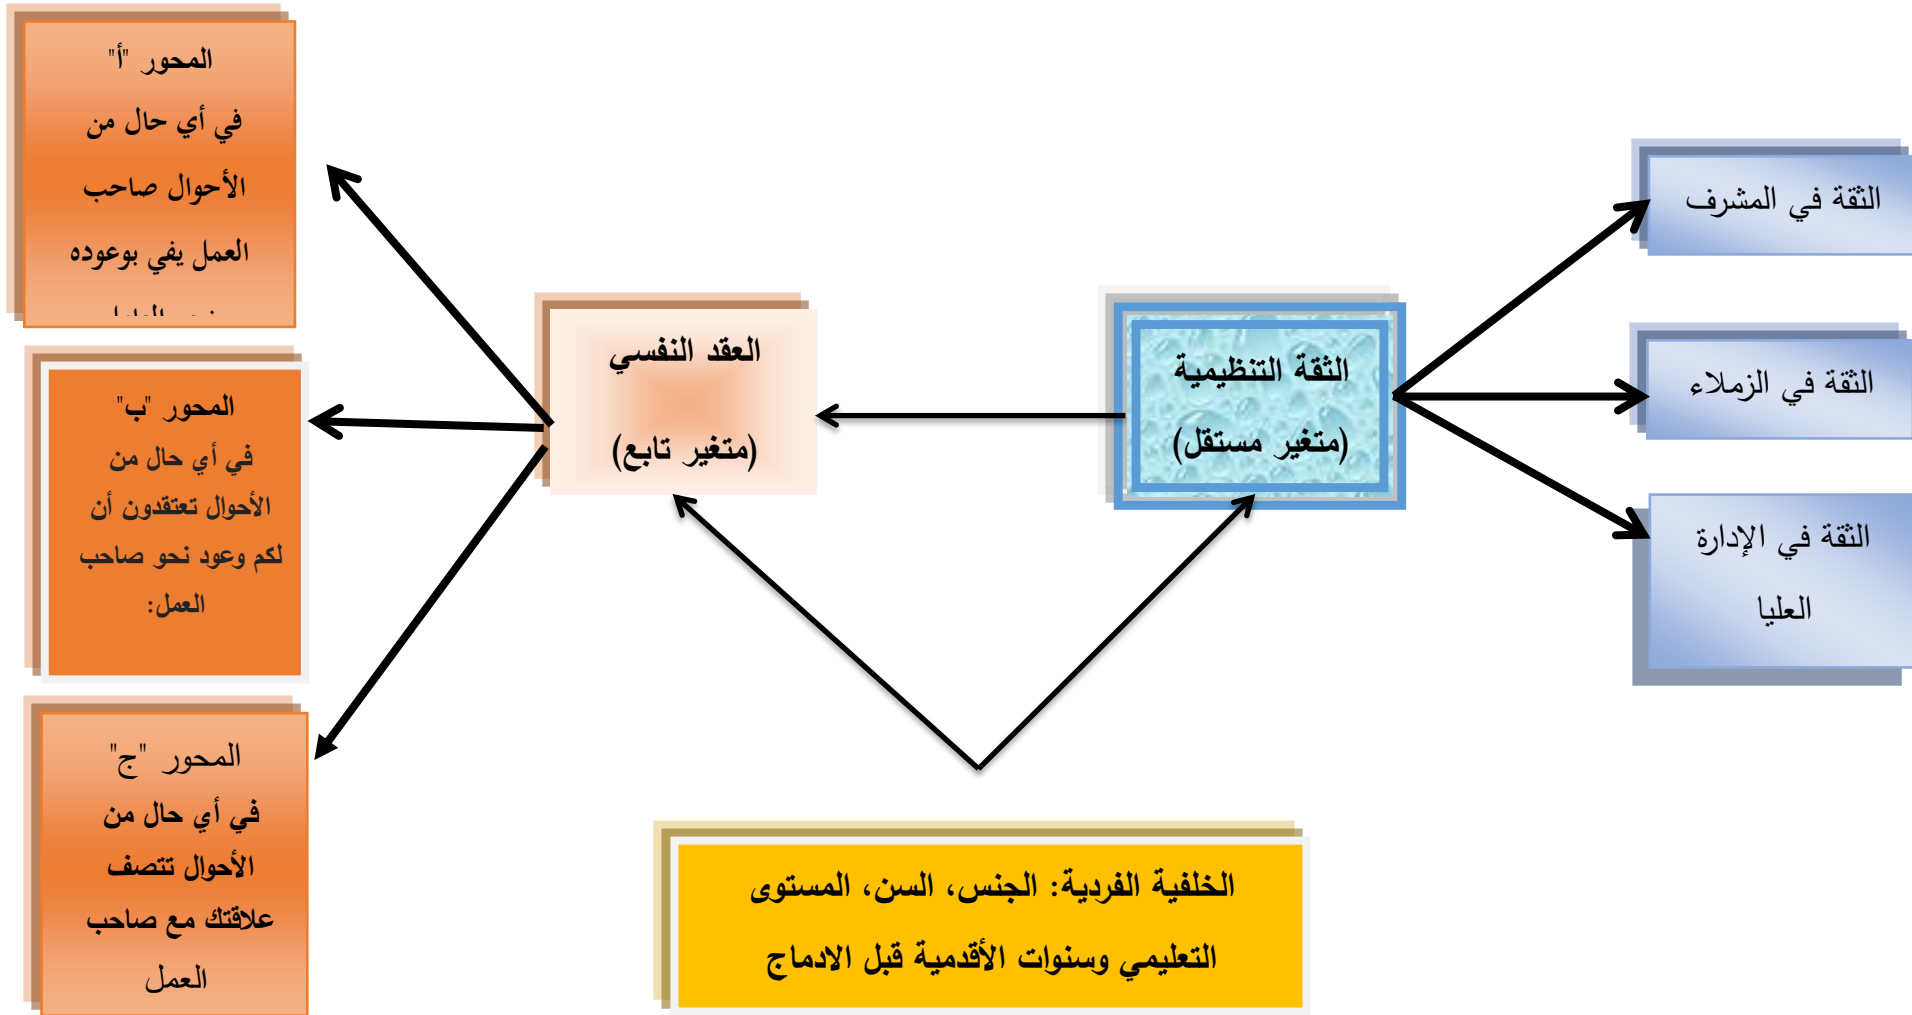 المحور "أ"
في أي حال من
الأحوال صاحب
العمل يفي بوعوده
الثقة في المشرف
الثقة في الزملاء
الثقة في الإدارة
العليا
الثقة التنظيمية
(متغير مستقل)
العقد النفسي
(متغير تابع)
المحور "ب"
في أي حال من
الأحوال تعتقدون أن
لكم وعود نحو صاحب
العمل:
المحور "ج"
في أي حال من
الأحوال تتصف
علاقتك مع صاحب
العمل
الخلفية الفردية: الجنس، السن، المستوى
التعليمي وسنوات الأقدمية قبل الادماج